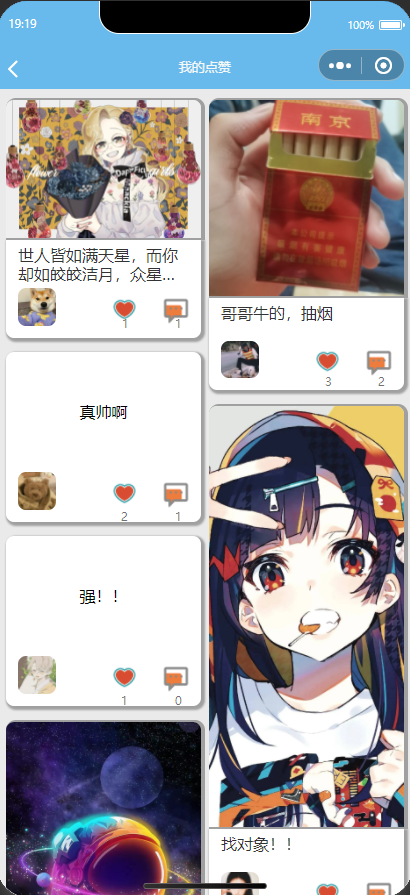 19:19
100%
我的点赞
flower
girls
世人皆如满天星，而你
却如皎皎洁月，众星...
1
1
南京
哥哥牛的，抽烟
3
2
真帅啊
2
1
强！！
1
0
找对象！！